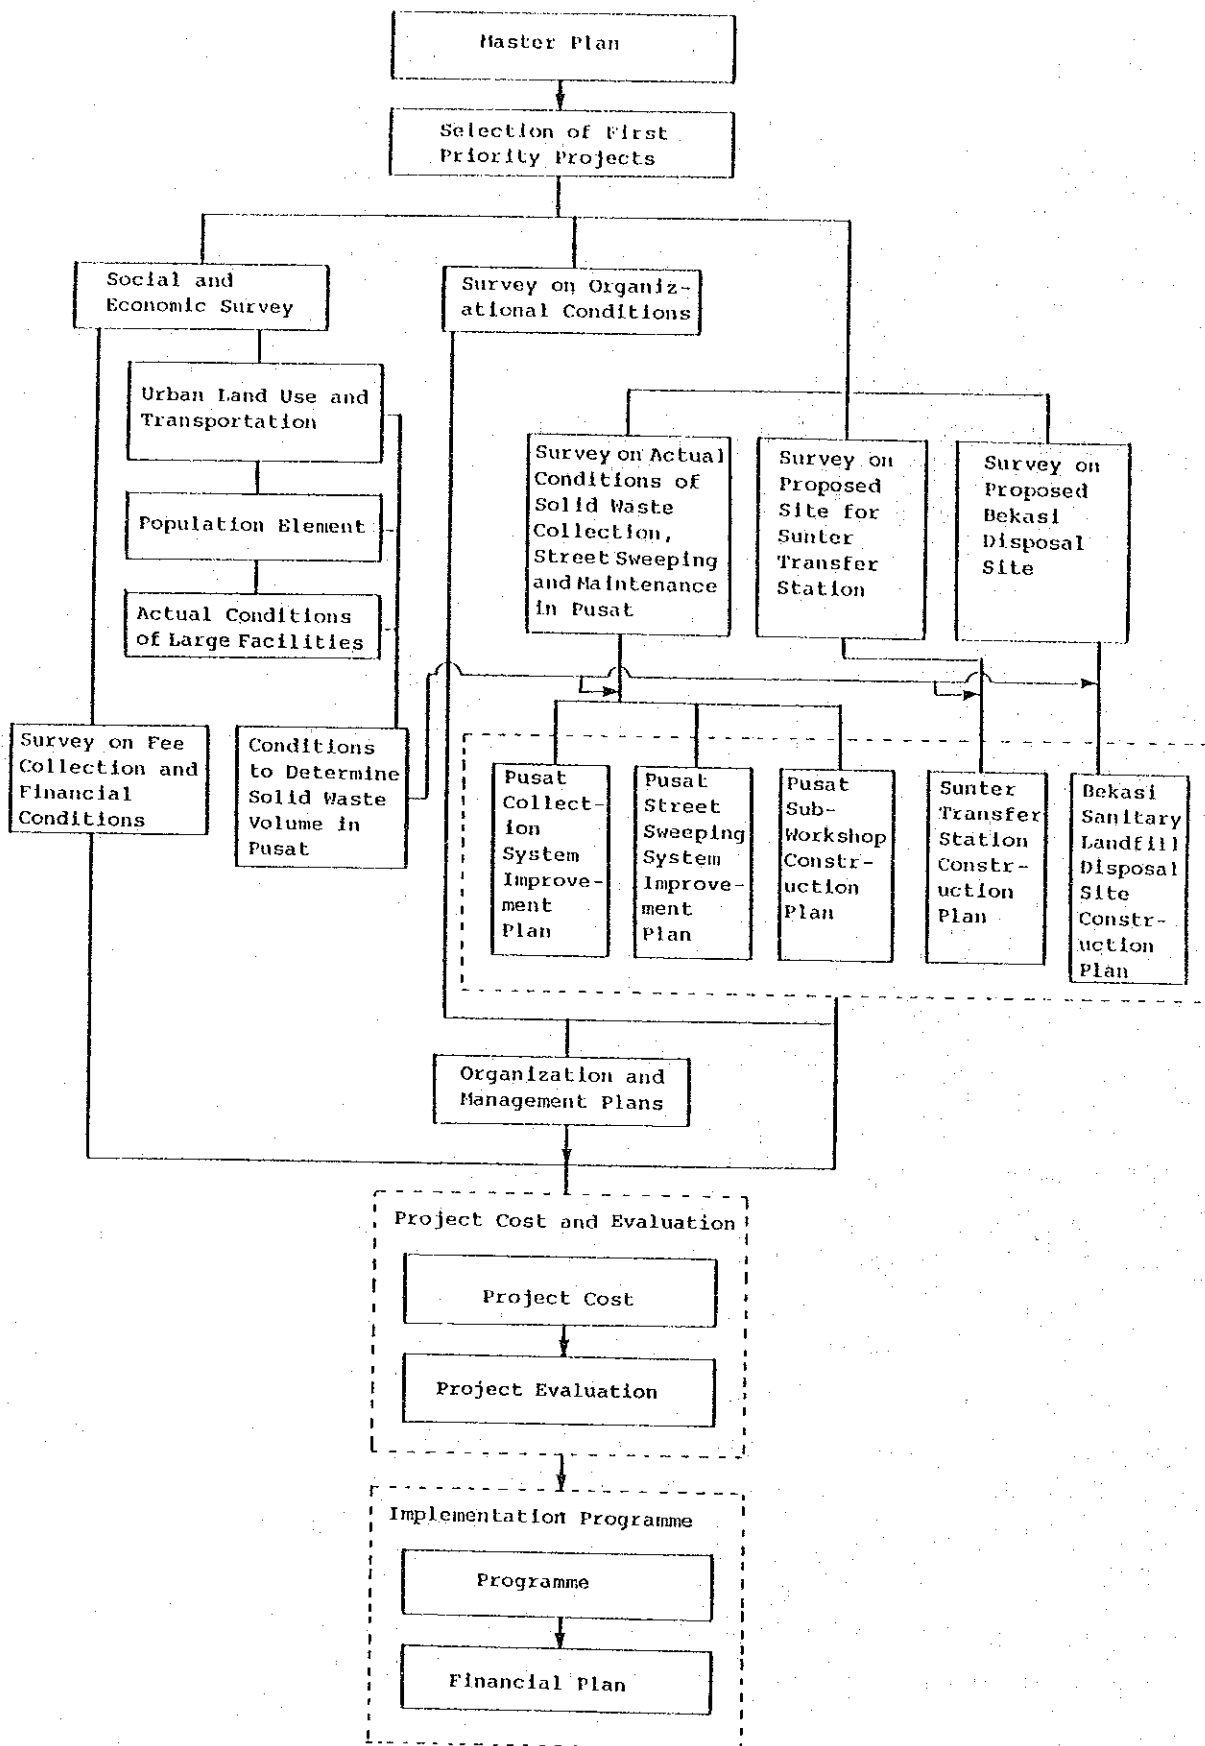 Master Plan
Selection of First
Priority Projects
Social and
Economic Survey
Survey on Organiz-
ational Conditions
Urban Land Use and
Transportation
Population Element
Actual Conditions
of Large Facilities
Survey on Actual
Conditions of
Solid Waste
Collection,
Street Sweeping
and Maintenance
in Pusat
Survey on
Proposed
Site for
Sunter
Transfer
Station
Survey on
Proposed
Bekasi
Disposal
Site
Survey on Fee
Collection and
Financial
Conditions
Conditions
to Determine
Solid Waste
Volume in
Pusat
Pusat
Collect-
ion
System
Improve-
ment
Plan
Pusat
Street
Sweeping
System
Improve-
ment
Plan
Pusat
Sub-
Workshop
Constr-
uction
Plan
Sunter
Transfer
Station
Constr-
uction
Plan
Bekasi
Sanitary
Landfill
Disposal
Site
Constr-
uction
Plan
Organization and
Management Plans
Project Cost and Evaluation
Project Cost
Project Evaluation
Implementation Programme
Programme
Financial Plan